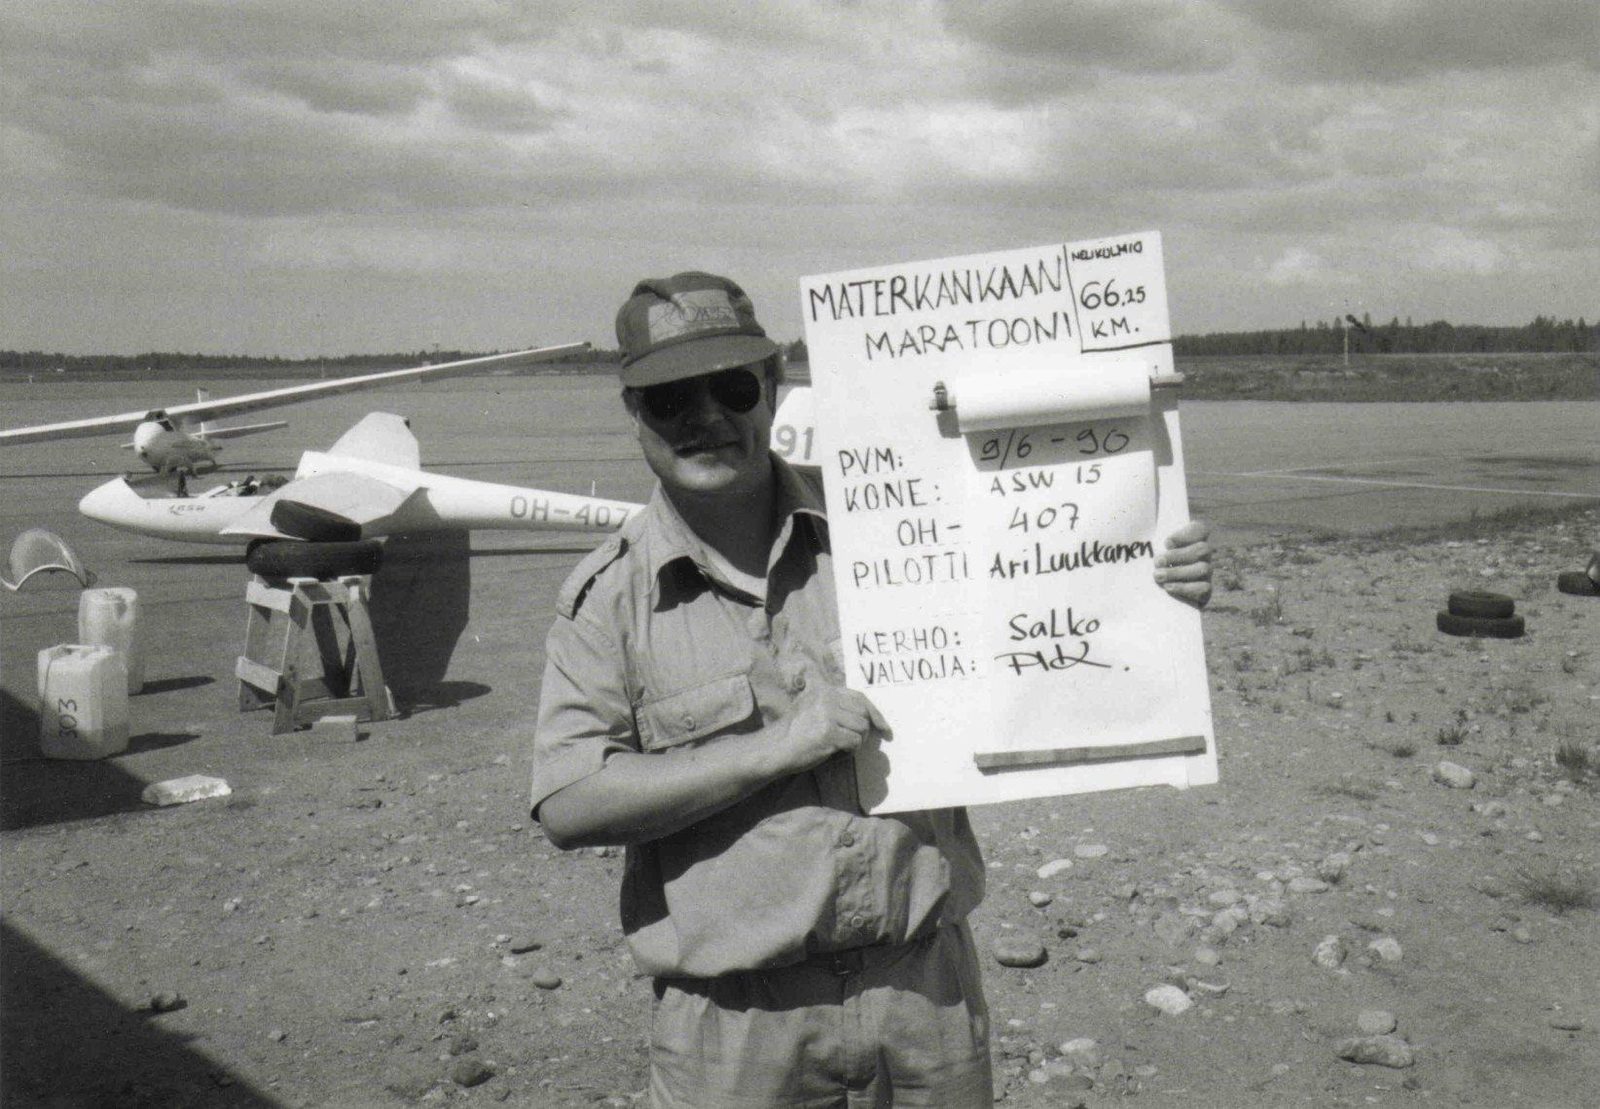 MATERKANKAAN
MARATOONI
NELIKULMIO
66,25
KM.
PVM: 9/6-90
KONE: ASW 15
OH- 407
PILOTTI Ari Luukkanen
KERHO: SaLKo
VALVOJA:
OH-407
91
303